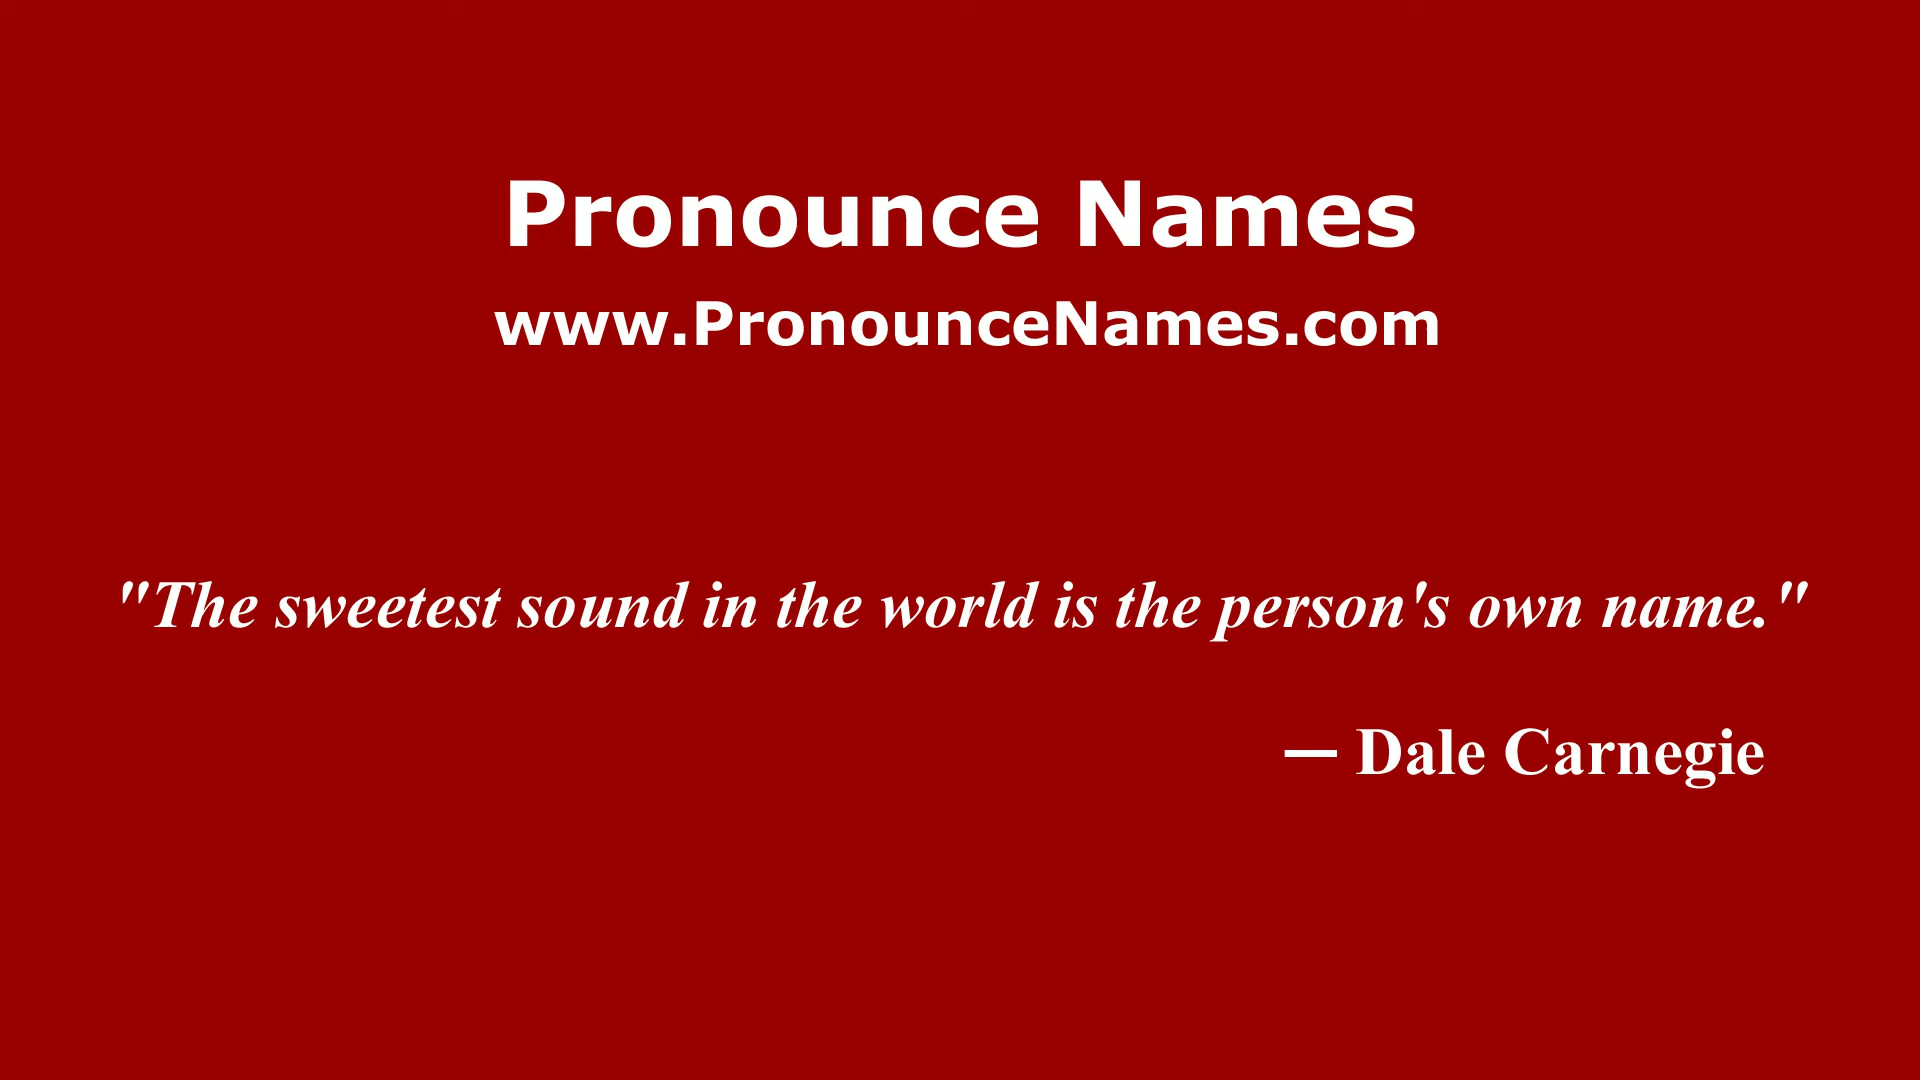 Pronounce Names
www.PronounceNames.com
"The sweetest sound in the world is the person's own name."
— Dale Carnegie